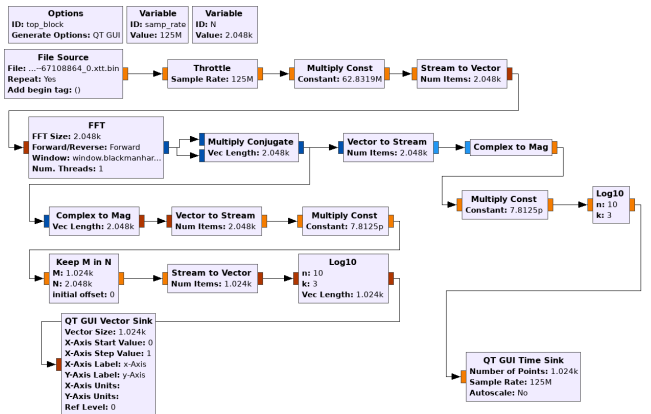 Options
ID: top_block
Generate Options: QT GUI
Variable
ID: samp_rate
Value: 125M
Variable
ID: N
Value: 2.048k
File Source
File: ...--67108864_0.xtt.bin
Repeat: Yes
Add begin tag: ()
Throttle
Sample Rate: 125M
Multiply Const
Constant: 62.8319M
Stream to Vector
Num Items: 2.048k
FFT
FFT Size: 2.048k
Forward/Reverse: Forward
Window: window.blackmanhar...
Num. Threads: 1
Multiply Conjugate
Vec Length: 2.048k
Vector to Stream
Num Items: 2.048k
Complex to Mag
Multiply Const
Constant: 7.8125p
Log10
n: 10
k: 3
Complex to Mag
Vec Length: 2.048k
Vector to Stream
Num Items: 2.048k
Multiply Const
Constant: 7.8125p
Keep M in N
M: 1.024k
N: 2.048k
initial offset: 0
Stream to Vector
Num Items: 1.024k
Log10
n: 10
k: 3
Vec Length: 1.024k
QT GUI Vector Sink
Vector Size: 1.024k
X-Axis Start Value: 0
X-Axis Step Value: 1
X-Axis Label: x-Axis
Y-Axis Label: y-Axis
X-Axis Units:
Y-Axis Units:
Ref Level: 0
QT GUI Time Sink
Number of Points: 1.024k
Sample Rate: 125M
Autoscale: No